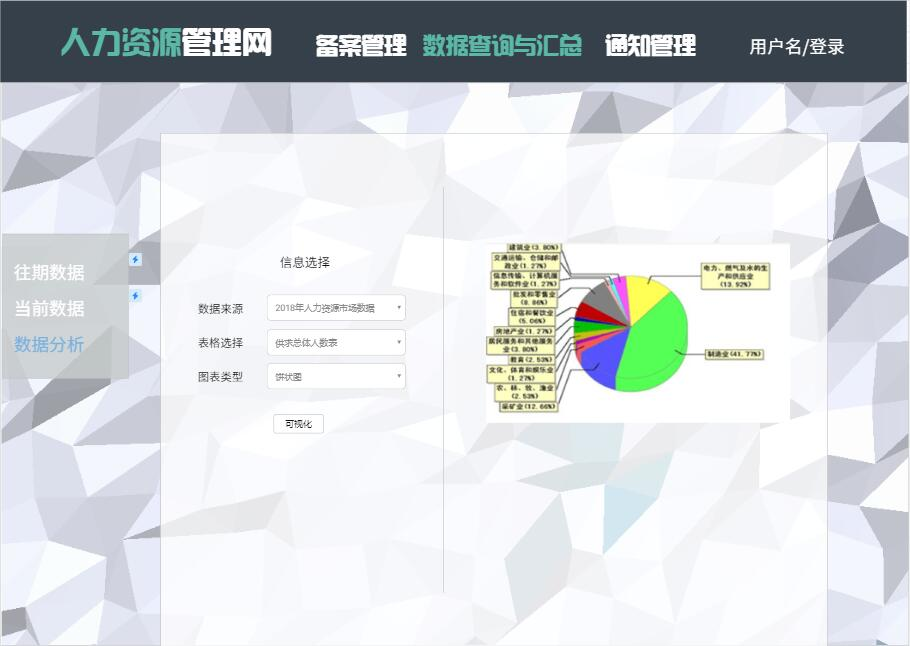 人力资源管理网
备案管理 数据查询与汇总 通知管理
用户名/登录
往期数据
当前数据
数据分析
信息选择
数据来源 2018年人力资源市场数据
表格选择 供求总体人数表
图表类型 饼状图
可视化
建筑业(3.80%)
交通运输、仓储和邮
政业(1.27%)
信息传输、计算机服
务和软件业(1.27%)
批发和零售业
(8.86%)
住宿和餐饮业
(5.06%)
房地产业(1.27%)
居民服务和其他服务
业(3.80%)
教育(2.53%)
文化、体育和娱乐业
(1.27%)
农、林、牧、渔业
(2.53%)
采矿业(12.66%)
电力、燃气及水的生
产和供应业
(13.92%)
制造业(41.77%)